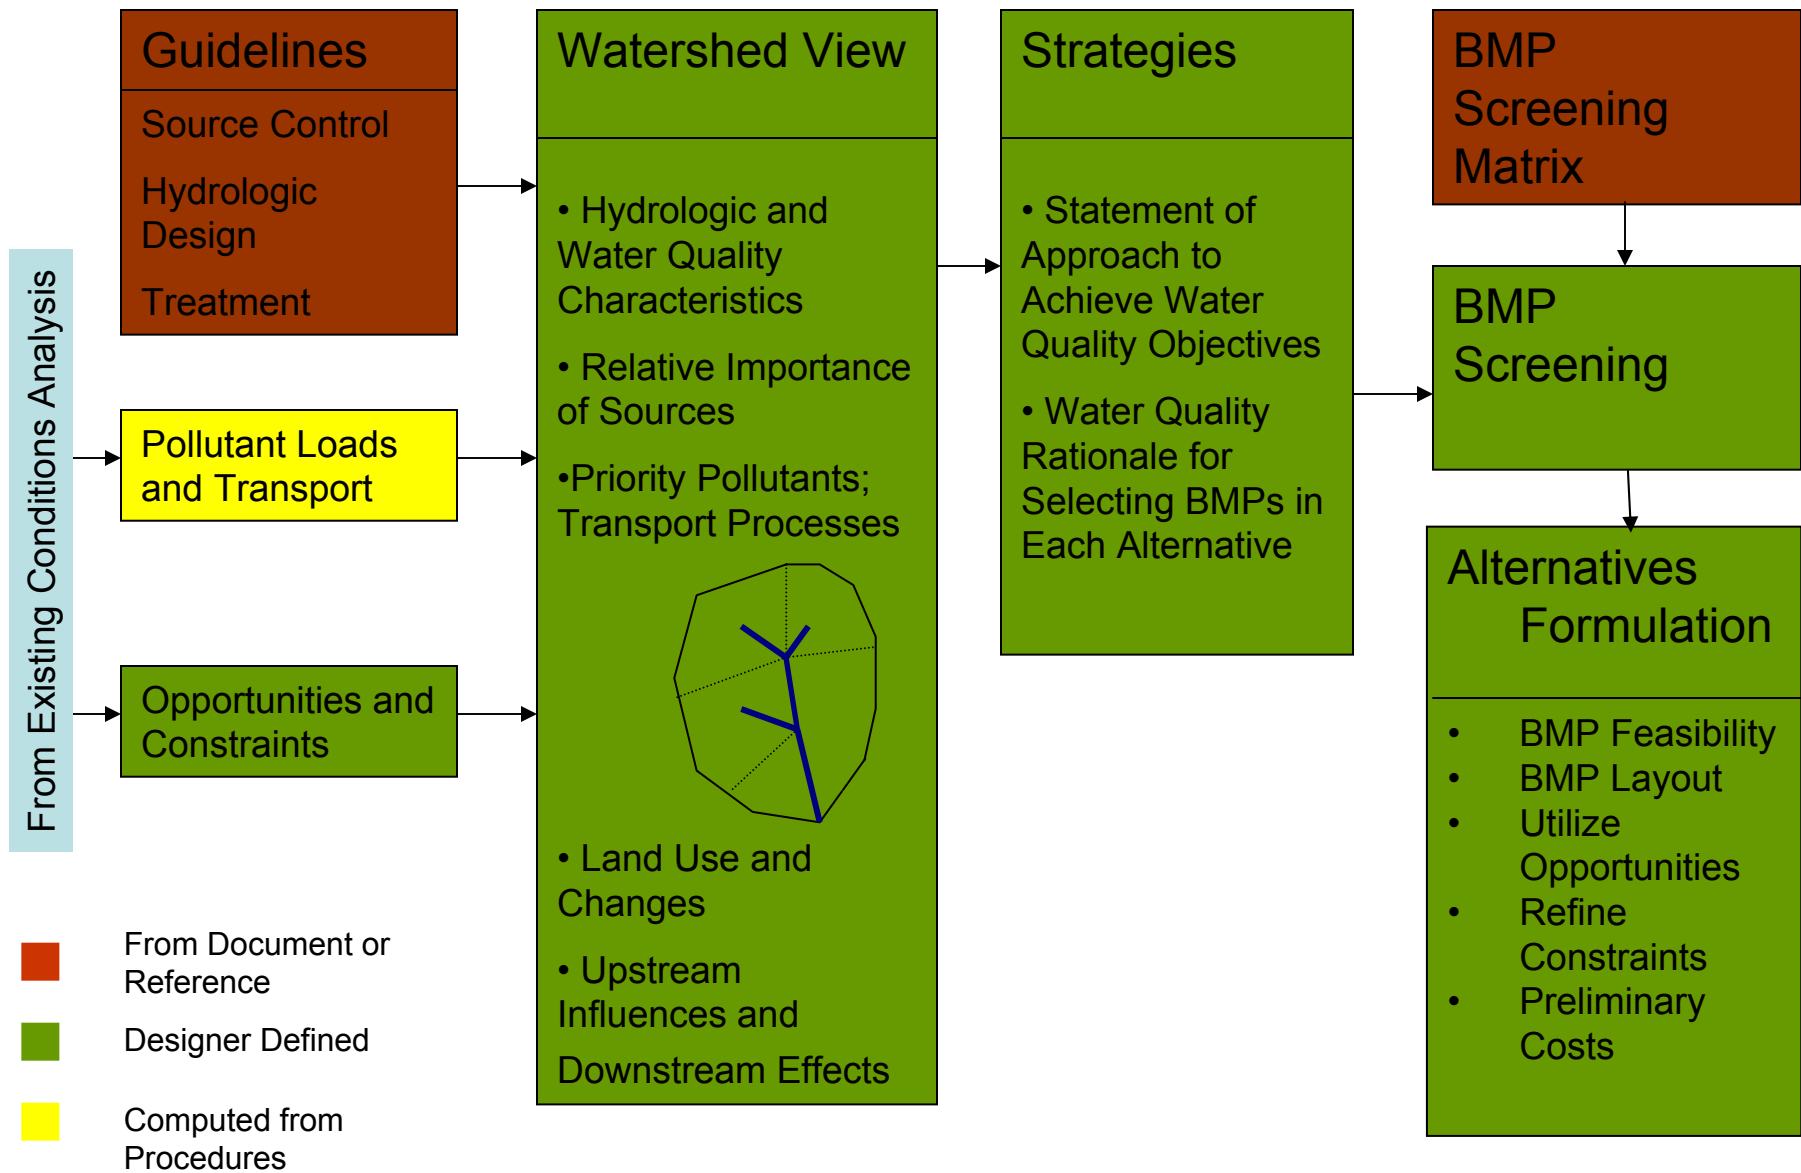 From Existing Conditions Analysis
Guidelines
Source Control
Hydrologic
Design
Treatment
Pollutant Loads
and Transport
Opportunities and
Constraints
Watershed View
• Hydrologic and
Water Quality
Characteristics
• Relative Importance
of Sources
•Priority Pollutants;
Transport Processes
• Land Use and
Changes
• Upstream
Influences and
Downstream Effects
Strategies
• Statement of
Approach to
Achieve Water
Quality Objectives
• Water Quality
Rationale for
Selecting BMPs in
Each Alternative
BMP
Screening
Matrix
BMP
Screening
Alternatives
Formulation
• BMP Feasibility
• BMP Layout
• Utilize
Opportunities
• Refine
Constraints
• Preliminary
Costs
From Document or
Reference
Designer Defined
Computed from
Procedures